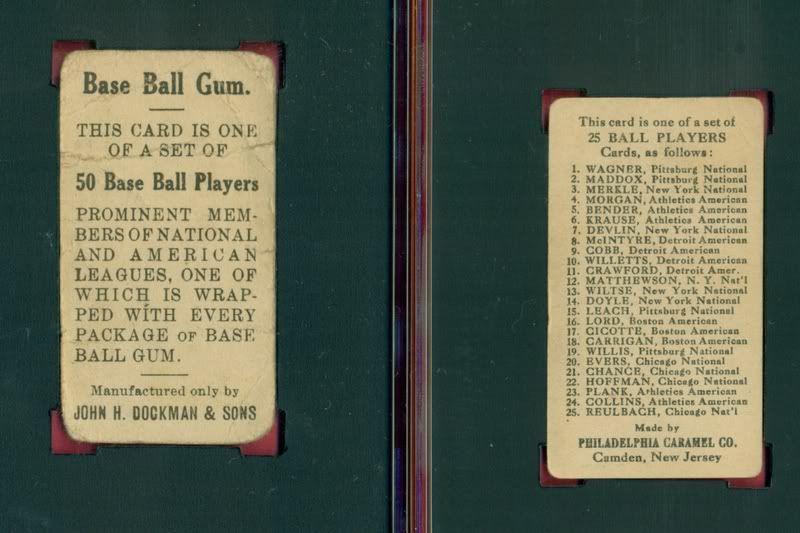 Base Ball Gum.
THIS CARD IS ONE
OF A SET OF
50 Base Ball Players
PROMINENT MEM-
BERS OF NATIONAL
AND AMERICAN
LEAGUES, ONE OF
WHICH IS WRAP-
PED WITH EVERY
PACKAGE OF BASE
BALL GUM.
Manufactured only by
JOHN H. DOCKMAN & SONS
This card is one of a set of
25 BALL PLAYERS
Cards, as follows:
1. WAGNER, Pittsburg National
2. MADDOX, Pittsburg National
3. MERKLE, New York National
4. MORGAN, Athletics American
5. BENDER, Athletics American
6. KRAUSE, Athletics American
7. DEVLIN, New York National
8. McINTYRE, Detroit American
9. COBB, Detroit American
10. WILLETTS, Detroit American
11. CRAWFORD, Detroit Amer.
12. MATTHEWSON, N. Y. Nat'l
13. WILTSE, New York National
14. DOYLE, New York National
15. LEACH, Pittsburg National
16. LORD, Boston American
17. CICOTTE, Boston American
18. CARRIGAN, Boston American
19. WILLIS, Pittsburg National
20. EVERS, Chicago National
21. CHANCE, Chicago National
22. HOFFMAN, Chicago National
23. PLANK, Athletics American
24. COLLINS, Athletics American
25. REULBACH, Chicago Nat'l
Made by
PHILADELPHIA CARAMEL CO.
Camden, New Jersey